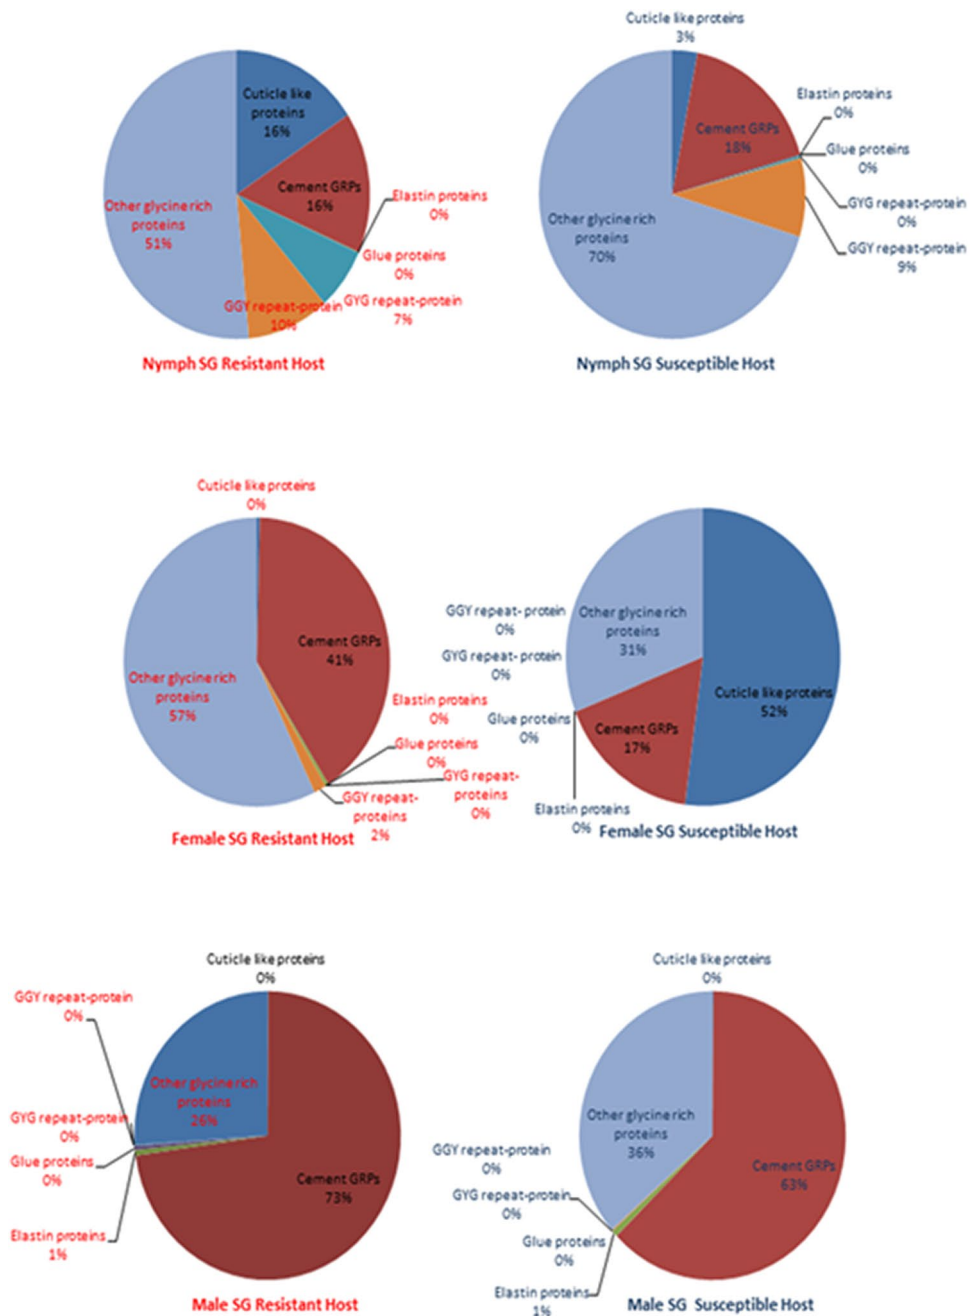 Cuticle like
proteins
16%
Cement GRPs
16%
Elastin proteins
0%
Glue proteins
0%
GYG repeat-protein
7%
GGY repeat-protein
10%
Other glycine rich
proteins
51%
Nymph SG Resistant Host
Cuticle like proteins
3%
Cement GRPs
18%
Elastin proteins
0%
Glue proteins
0%
GYG repeat-protein
0%
GGY repeat-protein
9%
Other glycine rich
proteins
70%
Nymph SG Susceptible Host
Cuticle like proteins
0%
Cement GRPs
41%
Elastin proteins
0%
Glue proteins
0%
GYG repeat-
proteins
0%
GGY repeat-
proteins
2%
Other glycine rich
proteins
57%
Female SG Resistant Host
Cuticle like proteins
52%
Cement GRPs
17%
Elastin proteins
0%
Glue proteins
0%
GYG repeat- protein
0%
GGY repeat- protein
0%
Other glycine rich
proteins
31%
Female SG Susceptible Host
Cuticle like proteins
0%
GGY repeat-protein
0%
Other glycine rich
proteins
26%
GYG repeat-protein
0%
Glue proteins
0%
Elastin proteins
1%
Cement GRPs
73%
Male SG Resistant Host
Cuticle like proteins
0%
Other glycine rich
proteins
36%
GGY repeat-protein
0%
GYG repeat-protein
0%
Glue proteins
0%
Elastin proteins
1%
Cement GRPs
63%
Male SG  Susceptible Host